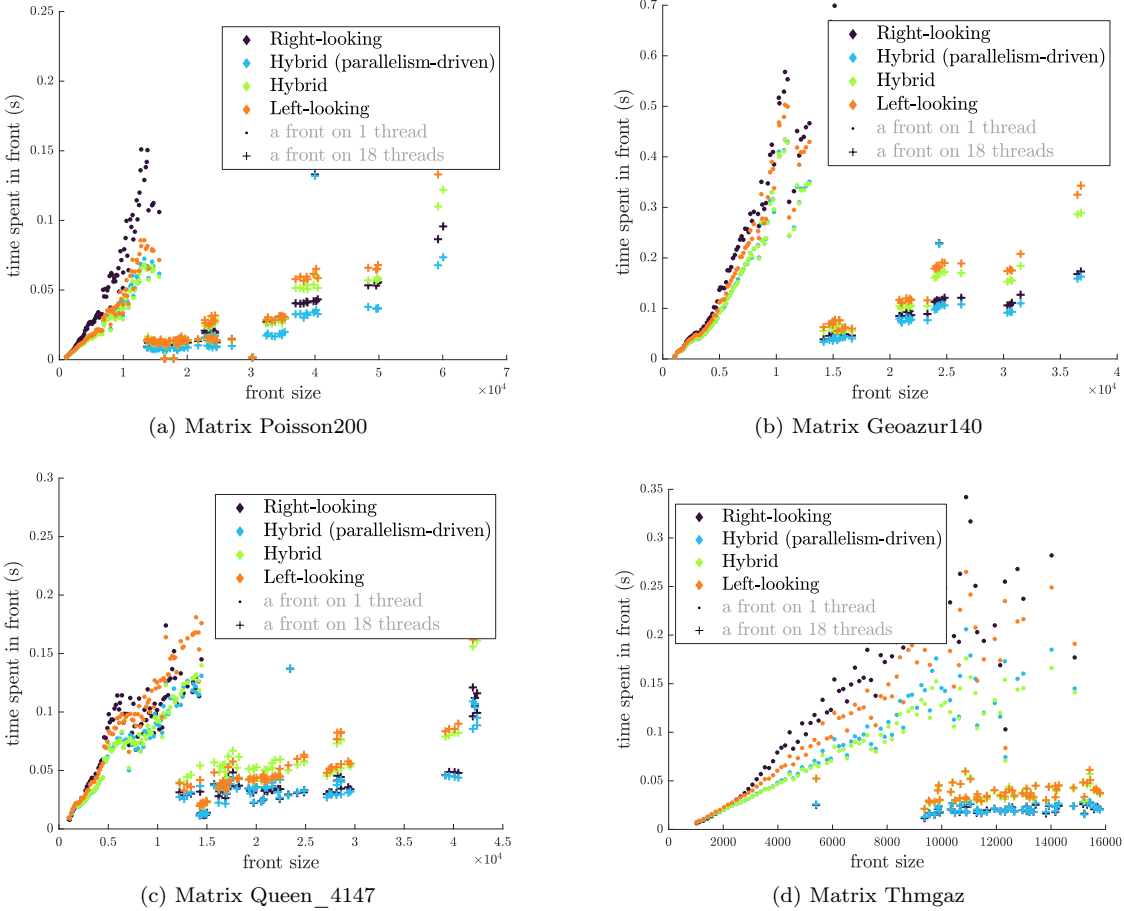 0.25
0.2
0.15
0.1
0.05
0
time spent in front (s)
Right-looking
Hybrid (parallelism-driven)
Hybrid
Left-looking
a front on 1 thread
a front on 18 threads
0 1 2 3 4 5 6 7
×10⁴
front size
(a) Matrix Poisson200
0.7
0.6
0.5
0.4
0.3
0.2
0.1
0
time spent in front (s)
Right-looking
Hybrid (parallelism-driven)
Hybrid
Left-looking
a front on 1 thread
a front on 18 threads
0 0.5 1 1.5 2 2.5 3 3.5 4
×10⁴
front size
(b) Matrix Geoazur140
0.3
0.25
0.2
0.15
0.1
0.05
0
time spent in front (s)
Right-looking
Hybrid (parallelism-driven)
Hybrid
Left-looking
a front on 1 thread
a front on 18 threads
0 0.5 1 1.5 2 2.5 3 3.5 4 4.5
×10⁴
front size
(c) Matrix Queen_4147
0.35
0.3
0.25
0.2
0.15
0.1
0.05
0
time spent in front (s)
Right-looking
Hybrid (parallelism-driven)
Hybrid
Left-looking
a front on 1 thread
a front on 18 threads
0 2000 4000 6000 8000 10000 12000 14000 16000
front size
(d) Matrix Thmgaz